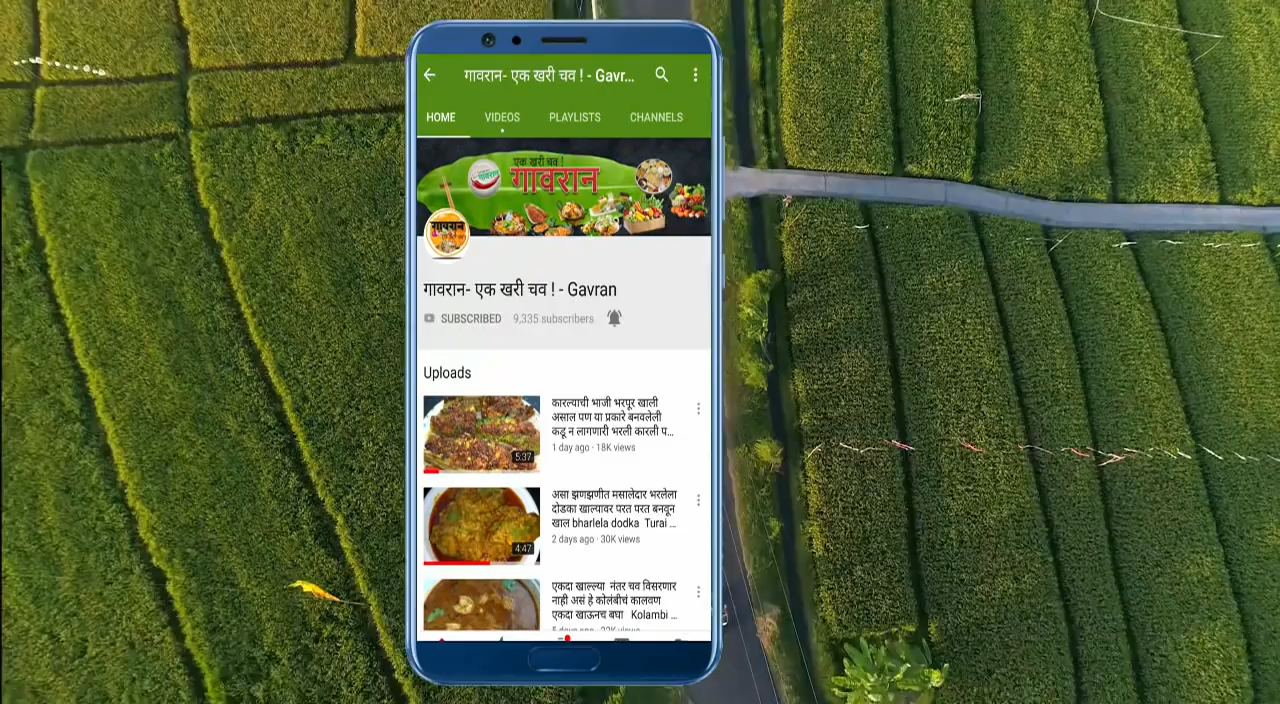 गावरान- एक खरी चव ! - Gavr...
HOME VIDEOS PLAYLISTS CHANNELS
एक खरी चव !
गावरान
गावरान
गावरान- एक खरी चव ! - Gavran
SUBSCRIBED 9,335 subscribers
Uploads
कारल्याची भाजी भरपूर खाली
असाल पण या प्रकारे बनवलेली
कडू न लागणारी भरली कारली प...
1 day ago · 18K views
5:37
असा झणझणीत मसालेदार भरलेला
दोडका खाल्यावर परत परत बनवून
खाल bharlela dodka Turai ...
2 days ago · 30K views
4:47
एकदा खाल्ल्या नंतर चव विसरणार
नाही असं हे कोलंबीचं कालवण
एकदा खाऊनच बघा Kolambi ...